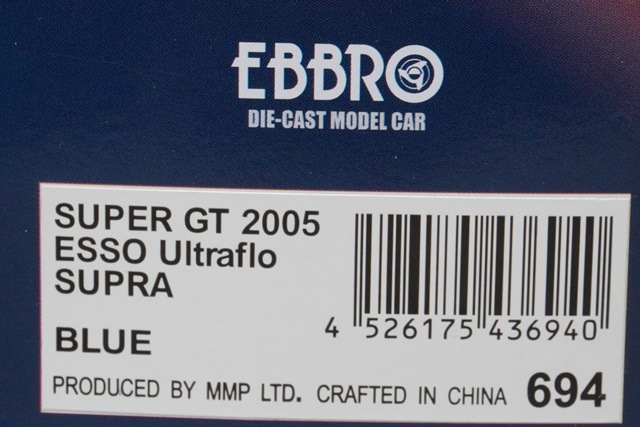 EBBRO
DIE-CAST MODEL CAR
SUPER GT 2005
ESSO Ultraflo
SUPRA
BLUE
4 526175 436940
PRODUCED BY MMP LTD. CRAFTED IN CHINA 694